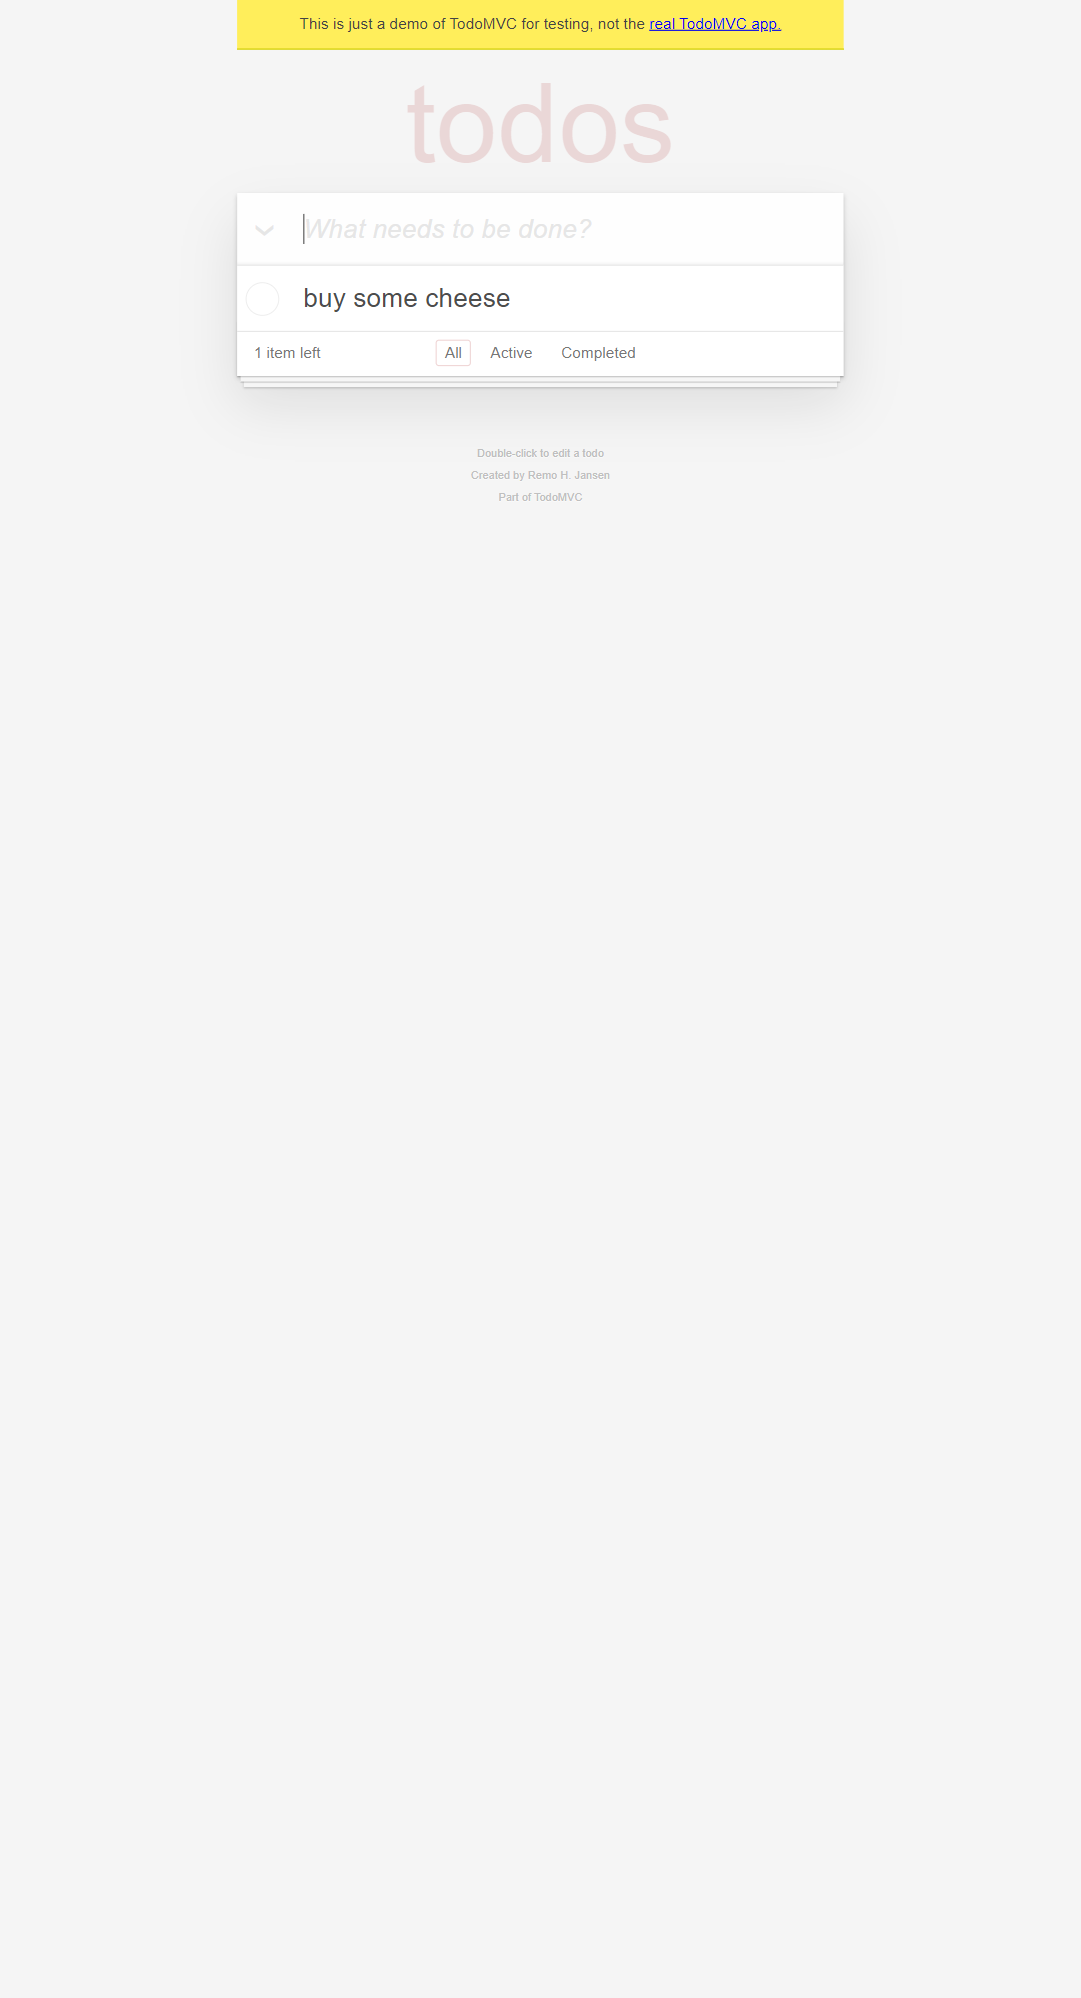 This is just a demo of TodoMVC for testing, not the real TodoMVC app.
todos
What needs to be done?
buy some cheese
1 item left All Active Completed
Double-click to edit a todo
Created by Remo H. Jansen
Part of TodoMVC